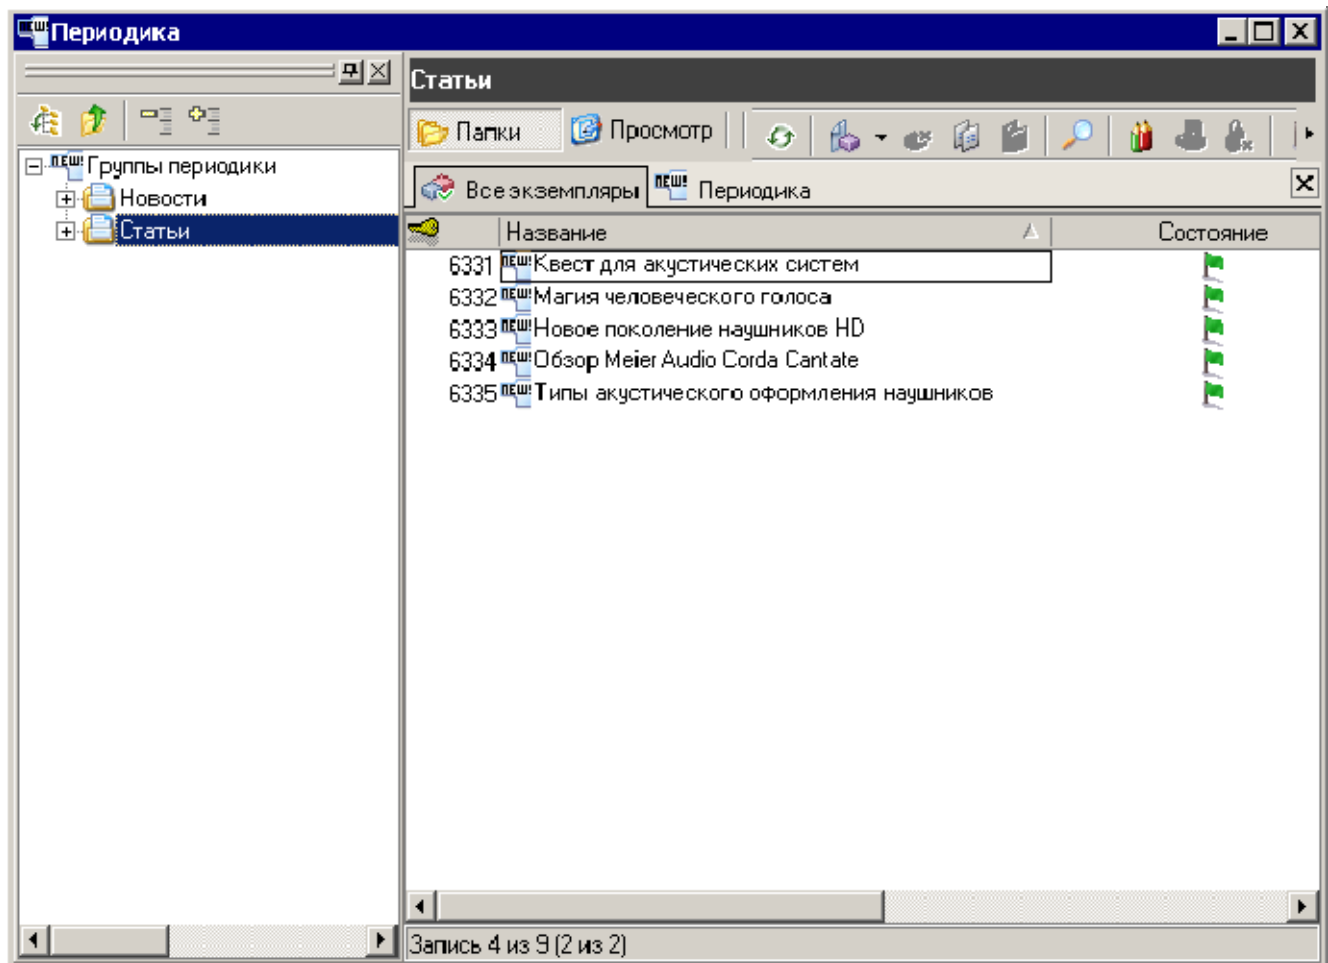 Периодика
Статьи
Папки Просмотр
Группы периодики
Новости
Статьи
Все экземпляры Периодика
Название Состояние
6331 Квест для акустических систем
6332 Магия человеческого голоса
6333 Новое поколение наушников HD
6334 Обзор Meier Audio Corda Cantate
6335 Типы акустического оформления наушников
Запись 4 из 9 (2 из 2)